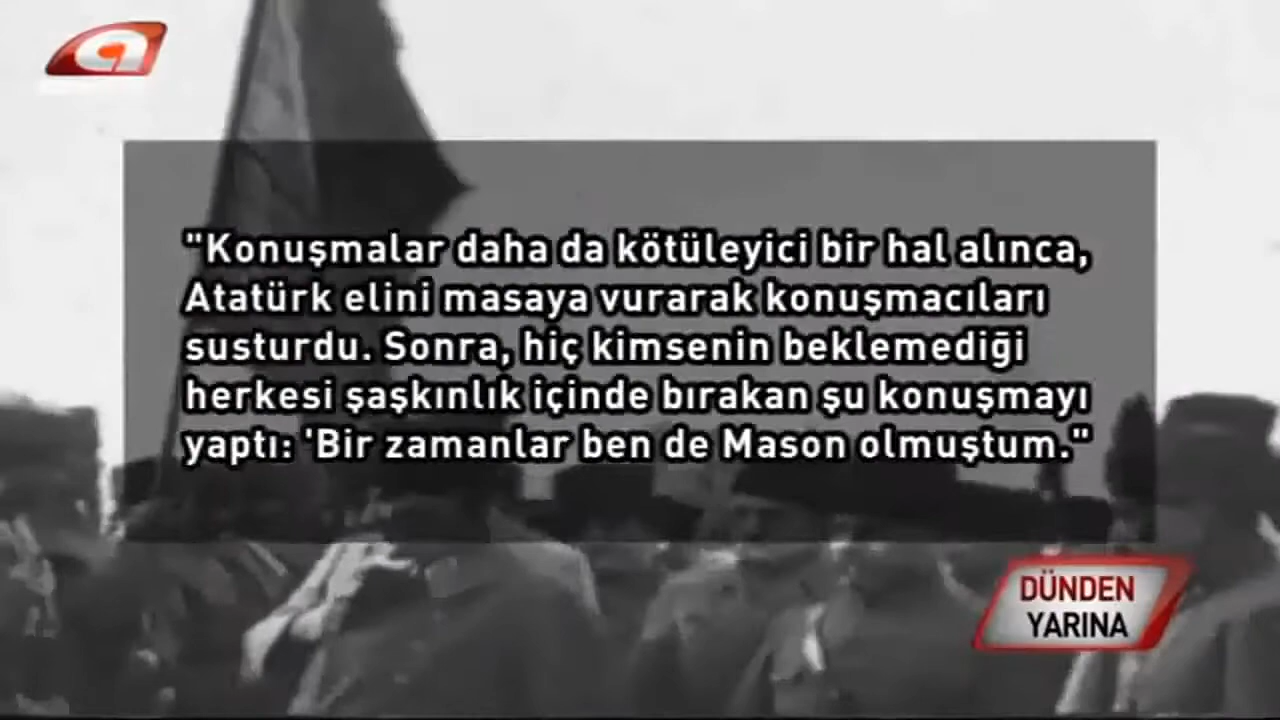 "Konuşmalar daha da kötüleyici bir hal alınca,
Atatürk elini masaya vurarak konuşmacıları
susturdu. Sonra, hiç kimsenin beklemediği
herkesi şaşkınlık içinde bırakan şu konuşmayı
yaptı: 'Bir zamanlar ben de Mason olmuştum."
DÜNDEN
YARINA